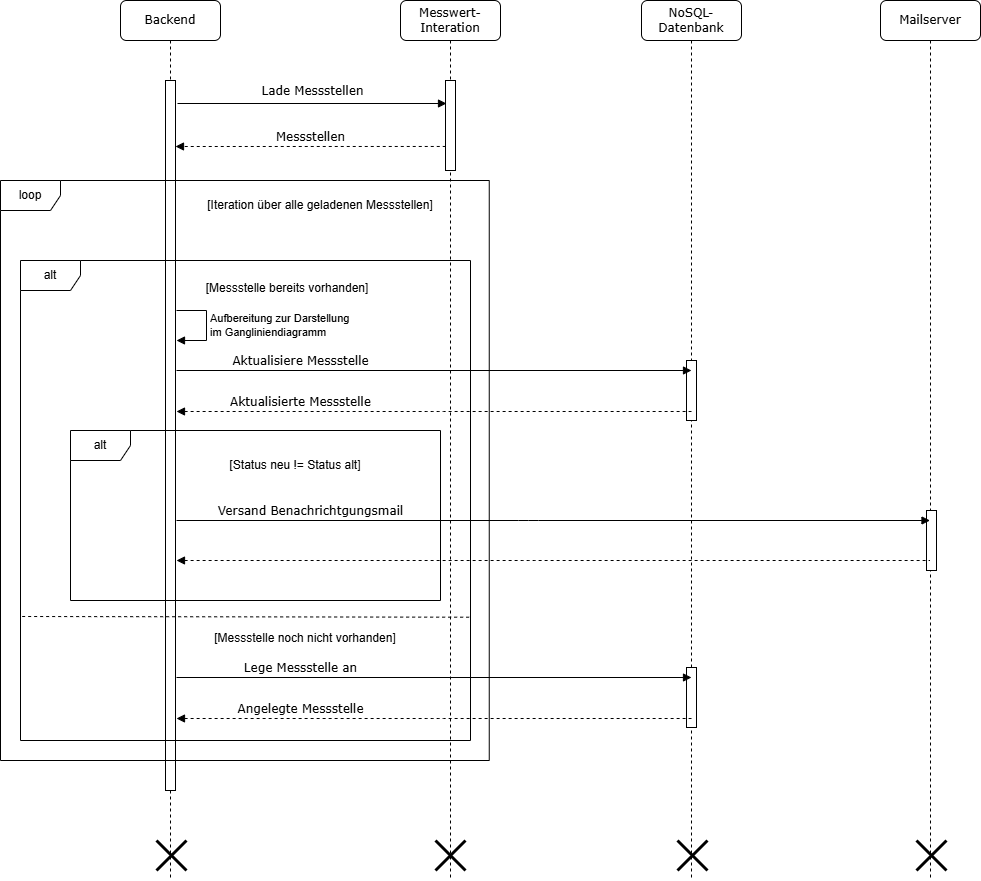 Backend
Messwert-
Interation
NoSQL-
Datenbank
Mailserver
Lade Messstellen
Messstellen
loop
[Iteration über alle geladenen Messstellen]
alt
[Messstelle bereits vorhanden]
Aufbereitung zur Darstellung
im Gangliniendiagramm
Aktualisiere Messstelle
Aktualisierte Messstelle
alt
[Status neu != Status alt]
Versand Benachrichtgungsmail
[Messstelle noch nicht vorhanden]
Lege Messstelle an
Angelegte Messstelle